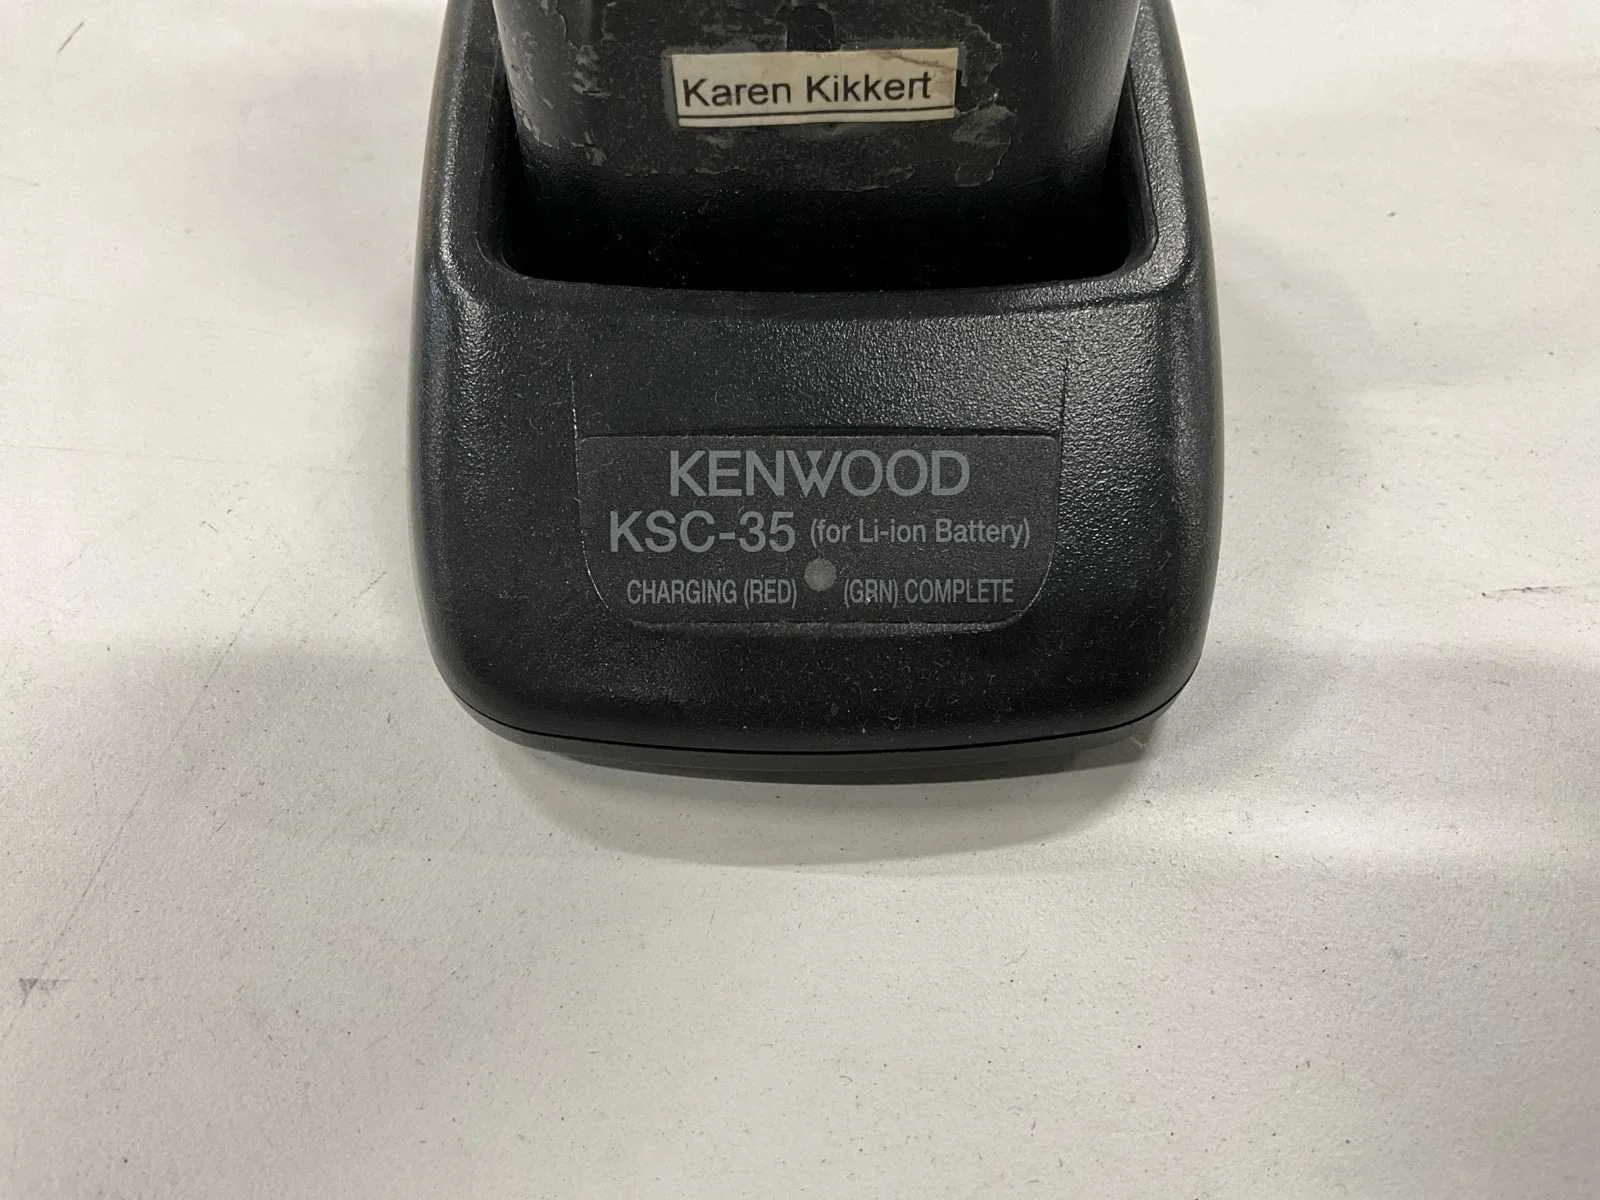 Karen Kikkert
KENWOOD
KSC-35 (for Li-ion Battery)
CHARGING (RED) (GRN) COMPLETE